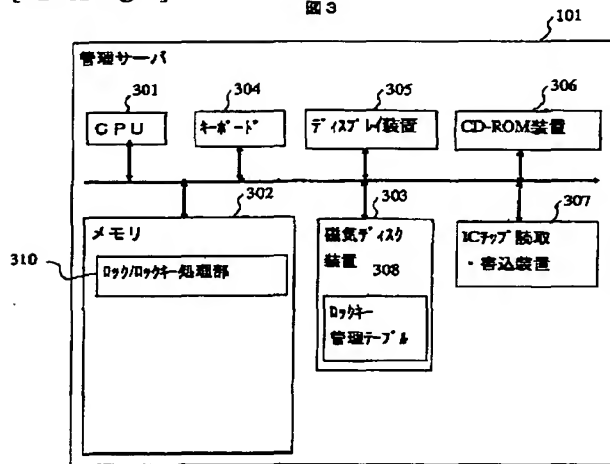 図3
101
管理サーバ
301
304
305
306
CPU
キーボード
ディスプレイ装置
CD-ROM装置
302
303
307
メモリ
磁気ディスク
装置
308
ICチップ読取
・書込装置
310
ロック/ロックキー処理部
ロックキー
管理テーブル